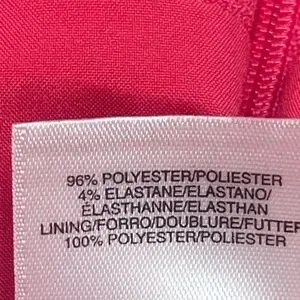 96% POLYESTER/POLIESTER
4% ELASTANE/ELASTANO/
ÉLASTHANNE/ELASTHAN
LINING/FORRO/DOUBLURE/FUTTER
100% POLYESTER/POLIESTER